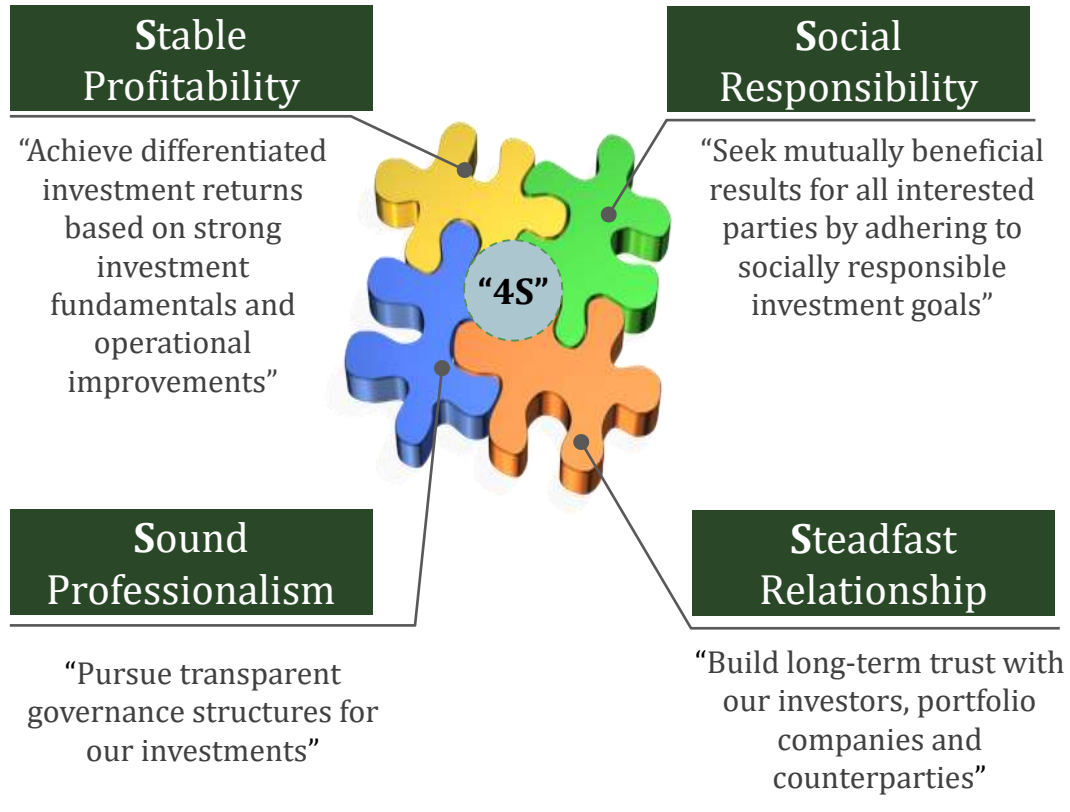 Stable
Profitability
“Achieve differentiated
investment returns
based on strong
investment
fundamentals and
operational
improvements”
Social
Responsibility
“Seek mutually beneficial
results for all interested
parties by adhering to
socially responsible
investment goals”
“4S”
Sound
Professionalism
“Pursue transparent
governance structures for
our investments”
Steadfast
Relationship
“Build long-term trust with
our investors, portfolio
companies and
counterparties”